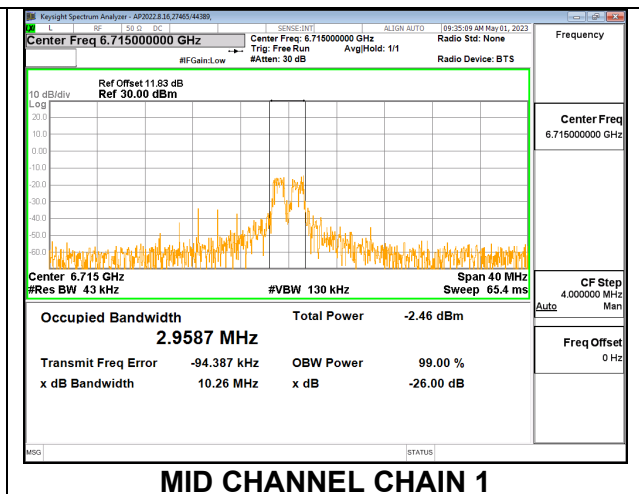 Keysight Spectrum Analyzer - AP2022.8.16,27465/44389,
LXI L RF 50 Ω DC SENSE:INT ALIGN AUTO 09:35:09 AM May 01, 2023
Center Freq 6.715000000 GHz
Center Freq: 6.715000000 GHz Radio Std: None
Trig: Free Run Avg|Hold: 1/1
#IFGain:Low #Atten: 30 dB Radio Device: BTS
Frequency
Ref Offset 11.83 dB
10 dB/div Ref 30.00 dBm
Log
20.0
10.0
0.00
-10.0
-20.0
-30.0
-40.0
-50.0
-60.0
Center 6.715 GHz Span 40 MHz
#Res BW 43 kHz #VBW 130 kHz Sweep 65.4 ms
Center Freq
6.715000000 GHz
CF Step
4.000000 MHz
Auto Man
Freq Offset
0 Hz
Occupied Bandwidth Total Power -2.46 dBm
2.9587 MHz
Transmit Freq Error -94.387 kHz OBW Power 99.00 %
x dB Bandwidth 10.26 MHz x dB -26.00 dB
MSG STATUS
MID CHANNEL CHAIN 1